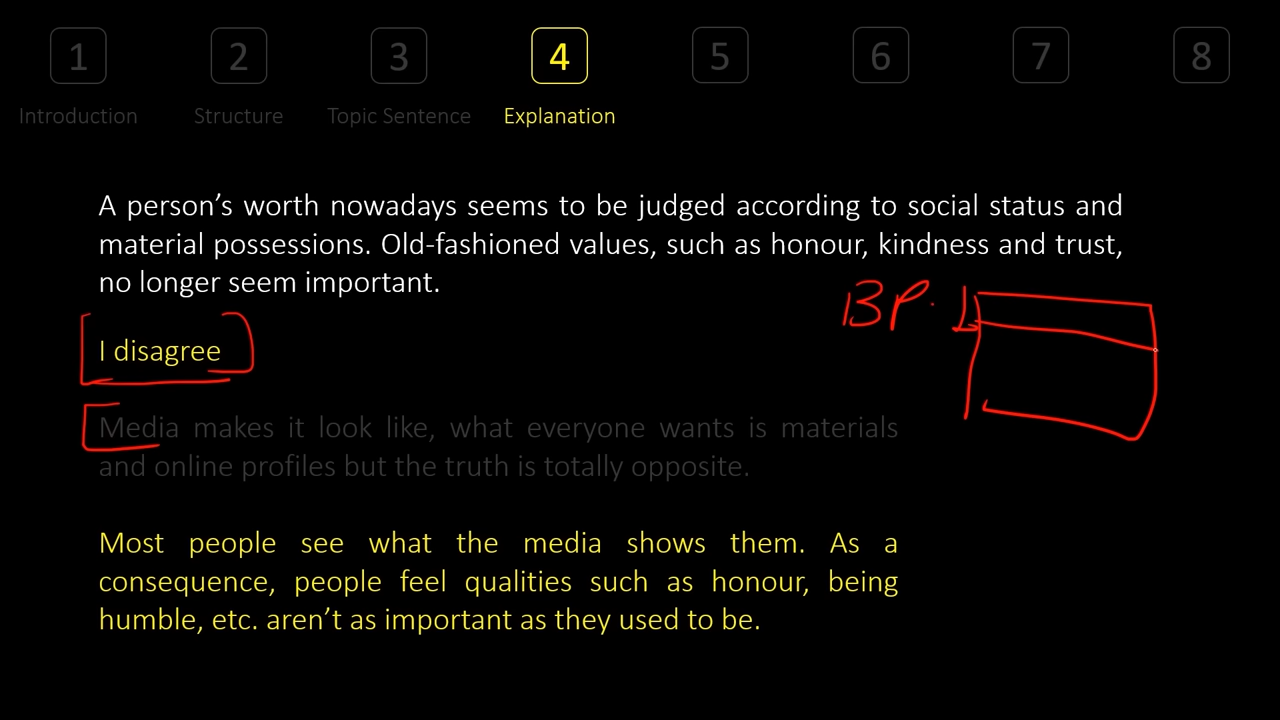 1 2 3 4 5 6 7 8
Introduction Structure Topic Sentence Explanation
A person’s worth nowadays seems to be judged according to social status and
material possessions. Old-fashioned values, such as honour, kindness and trust,
no longer seem important.
BP. 1
I disagree
Media makes it look like, what everyone wants is materials
and online profiles but the truth is totally opposite.
Most people see what the media shows them. As a
consequence, people feel qualities such as honour, being
humble, etc. aren’t as important as they used to be.